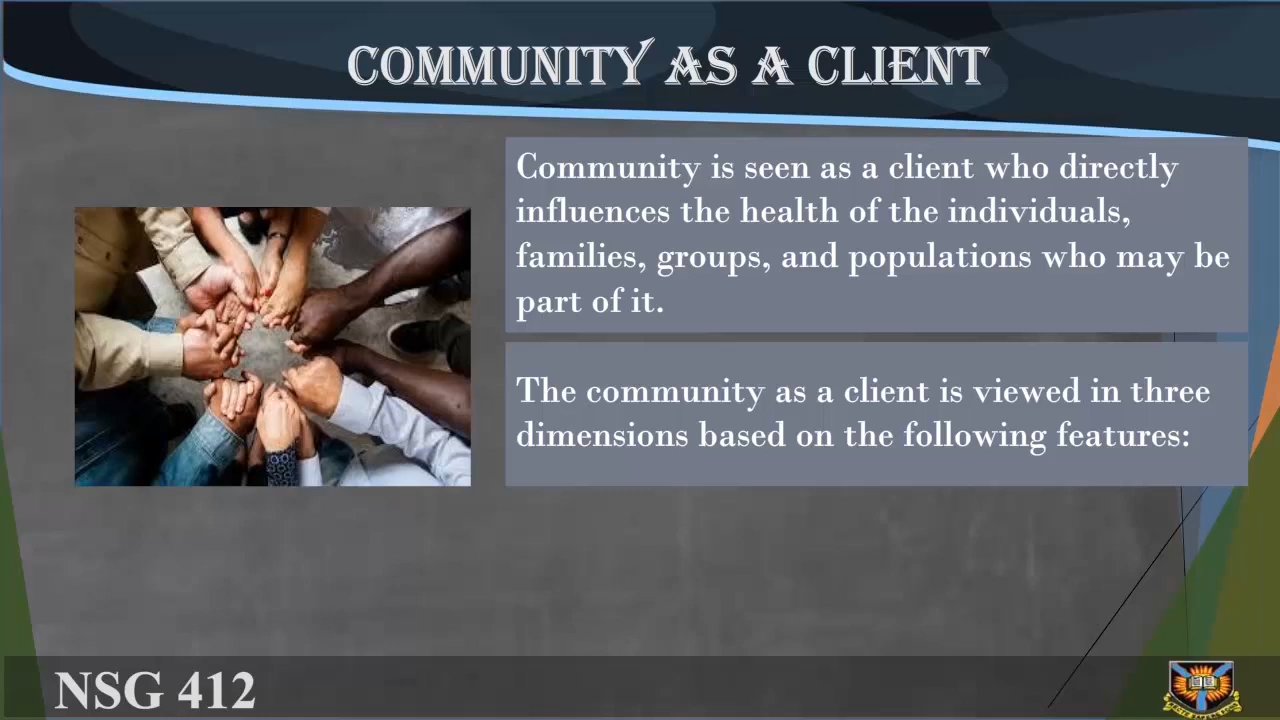 COMMUNITY AS A CLIENT
Community is seen as a client who directly
influences the health of the individuals,
families, groups, and populations who may be
part of it.
The community as a client is viewed in three
dimensions based on the following features:
NSG 412